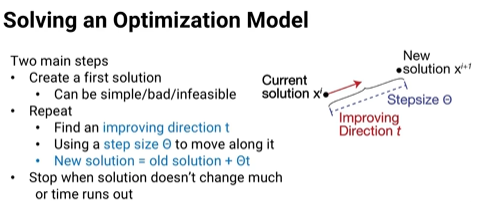 Solving an Optimization Model
Two main steps
• Create a first solution
• Can be simple/bad/infeasible
• Repeat
• Find an improving direction t
• Using a step size Θ to move along it
• New solution = old solution + Θt
• Stop when solution doesn't change much
or time runs out
Current
solution xⁱ
New
solution xⁱ⁺¹
Stepsize Θ
Improving
Direction t